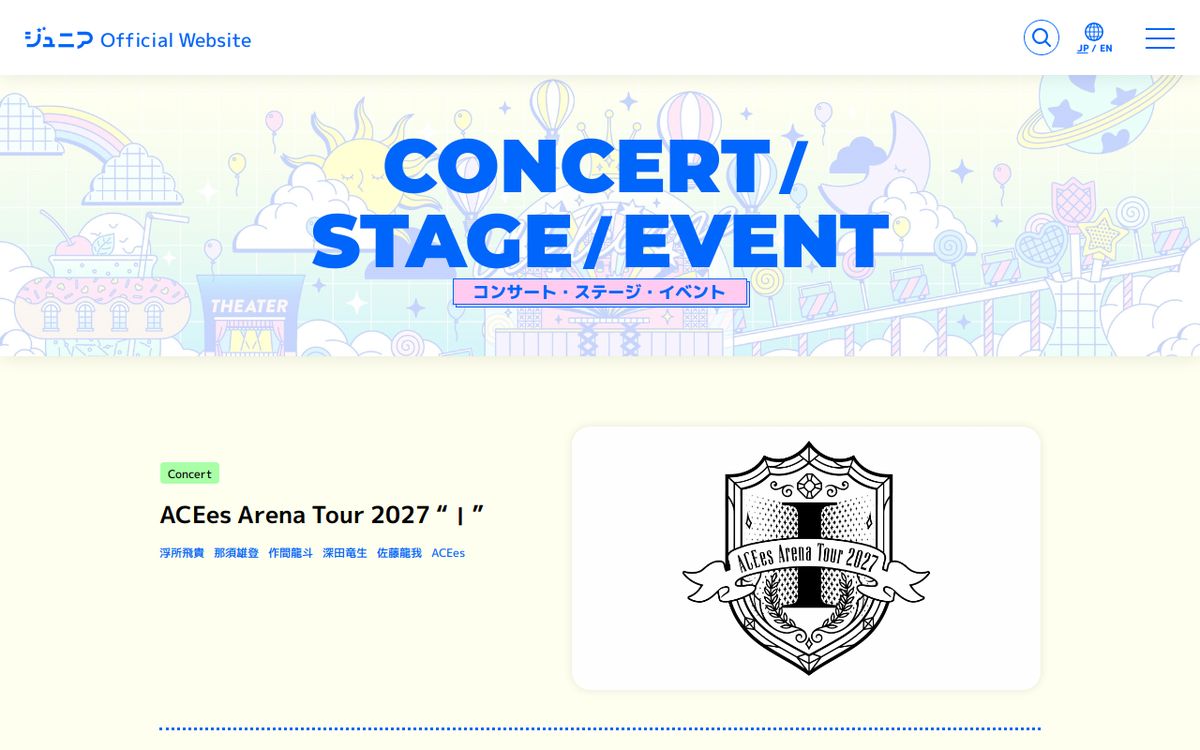 ジュニア Official Website
JP / EN
CONCERT/
STAGE/EVENT
コンサート・ステージ・イベント
THEATER
Concert
ACEes Arena Tour 2027 “ I ”
浮所飛貴 那須雄登 作間龍斗 深田竜生 佐藤龍我 ACEes
I
ACEes Arena Tour 2027